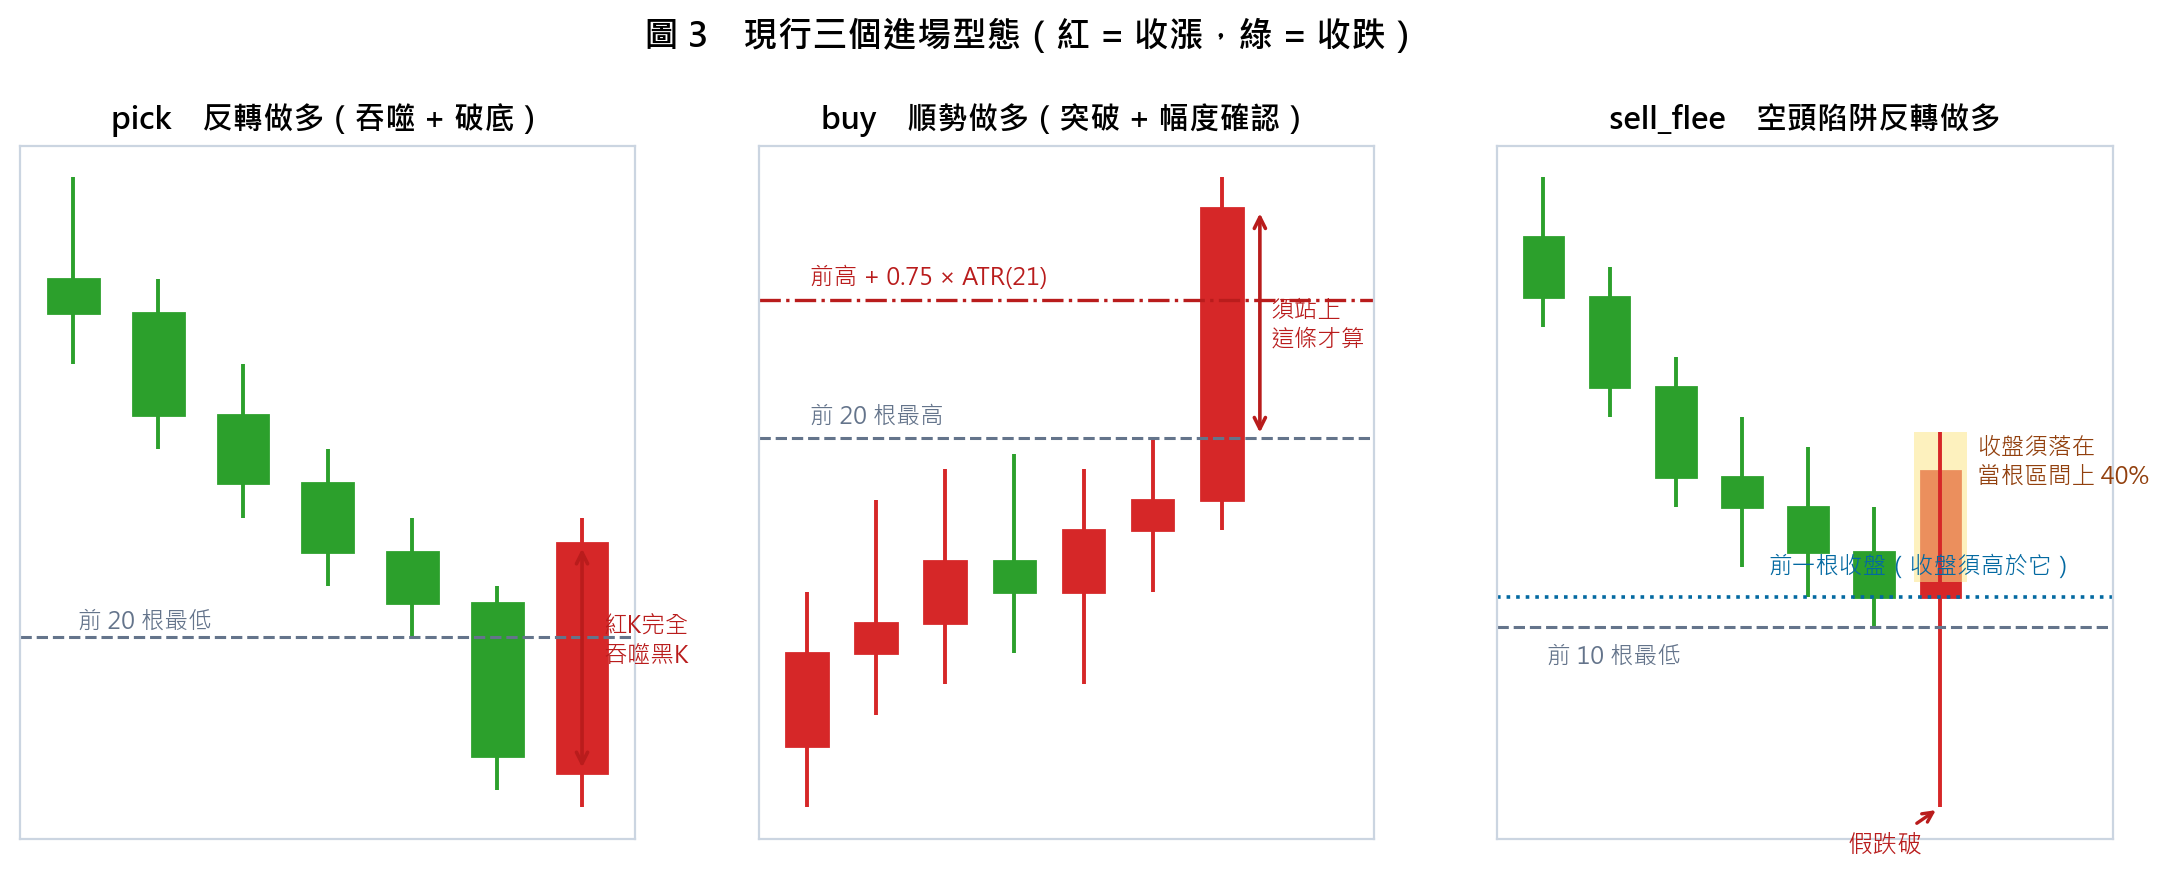 圖 3　現行三個進場型態（紅 = 收漲，綠 = 收跌）
pick　反轉做多（吞噬 + 破底）
前 20 根最低
紅K完全
吞噬黑K
buy　順勢做多（突破 + 幅度確認）
前高 + 0.75 × ATR(21)
須站上
這條才算
前 20 根最高
sell_flee　空頭陷阱反轉做多
收盤須落在
當根區間上 40%
前一根收盤（收盤須高於它）
前 10 根最低
假跌破